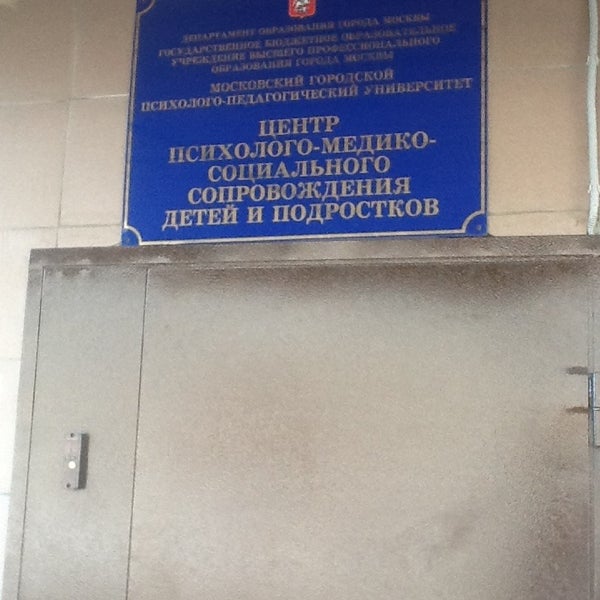 ДЕПАРТАМЕНТ ОБРАЗОВАНИЯ ГОРОДА МОСКВЫ
ГОСУДАРСТВЕННОЕ БЮДЖЕТНОЕ ОБРАЗОВАТЕЛЬНОЕ
УЧРЕЖДЕНИЕ ВЫСШЕГО ПРОФЕССИОНАЛЬНОГО
ОБРАЗОВАНИЯ ГОРОДА МОСКВЫ
МОСКОВСКИЙ ГОРОДСКОЙ
ПСИХОЛОГО-ПЕДАГОГИЧЕСКИЙ УНИВЕРСИТЕТ
ЦЕНТР
ПСИХОЛОГО-МЕДИКО-
СОЦИАЛЬНОГО
СОПРОВОЖДЕНИЯ
ДЕТЕЙ И ПОДРОСТКОВ